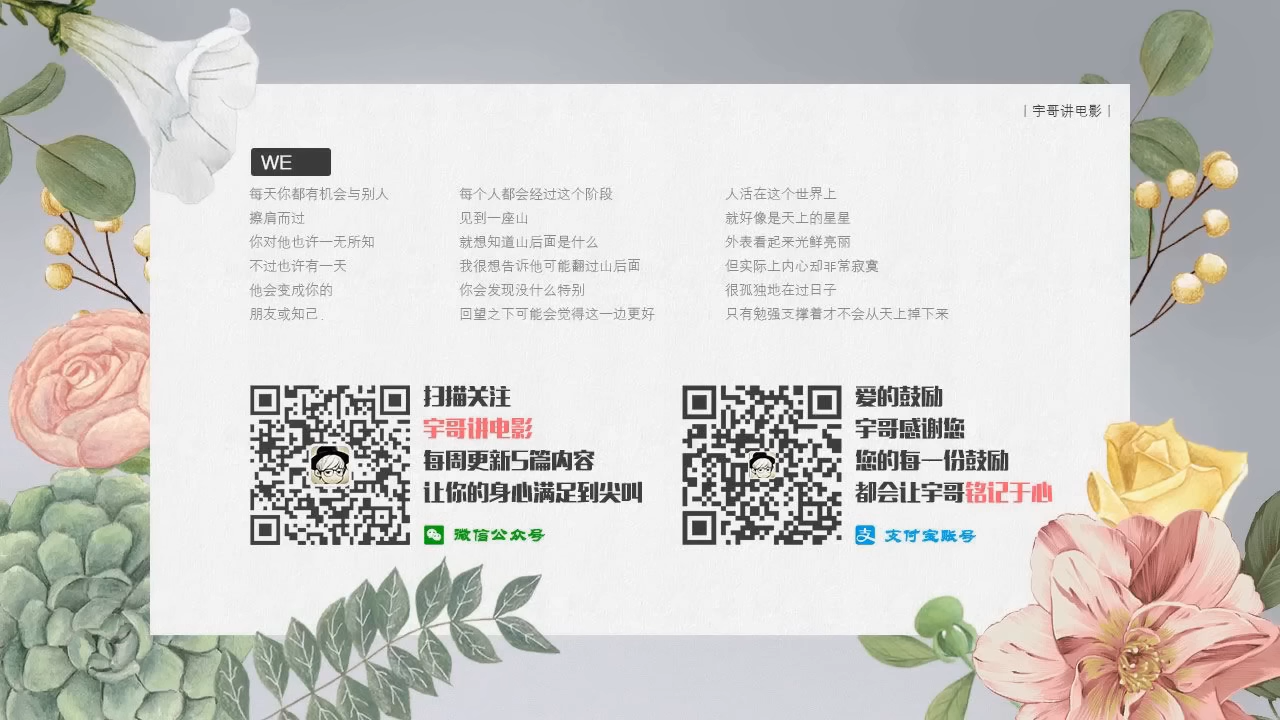 | 宇哥讲电影 |
WE
每天你都有机会与别人
擦肩而过
你对他也许一无所知
不过也许有一天
他会变成你的
朋友或知己.
每个人都会经过这个阶段
见到一座山
就想知道山后面是什么
我很想告诉他可能翻过山后面
你会发现没什么特别
回望之下可能会觉得这一边更好
人活在这个世界上
就好像是天上的星星
外表看起来光鲜亮丽
但实际上内心却非常寂寞
很孤独地在过日子
只有勉强支撑着才不会从天上掉下来
扫描关注
宇哥讲电影
每周更新5篇内容
让你的身心满足到尖叫
微信公众号
爱的鼓励
宇哥感谢您
您的每一份鼓励
都会让宇哥铭记于心
支付宝账号